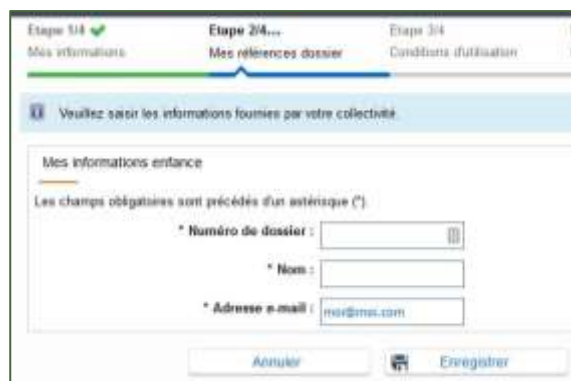 Etape 1/4
Etape 2/4...
Etape 3/4
Mes informations
Mes références dossier
Conditions d'utilisation
Veuillez saisir les informations fournies par votre collectivité.
Mes informations enfance
Les champs obligatoires sont précédés d'un astérisque (*).
* Numéro de dossier :
* Nom :
* Adresse e-mail :
Annuler
Enregistrer